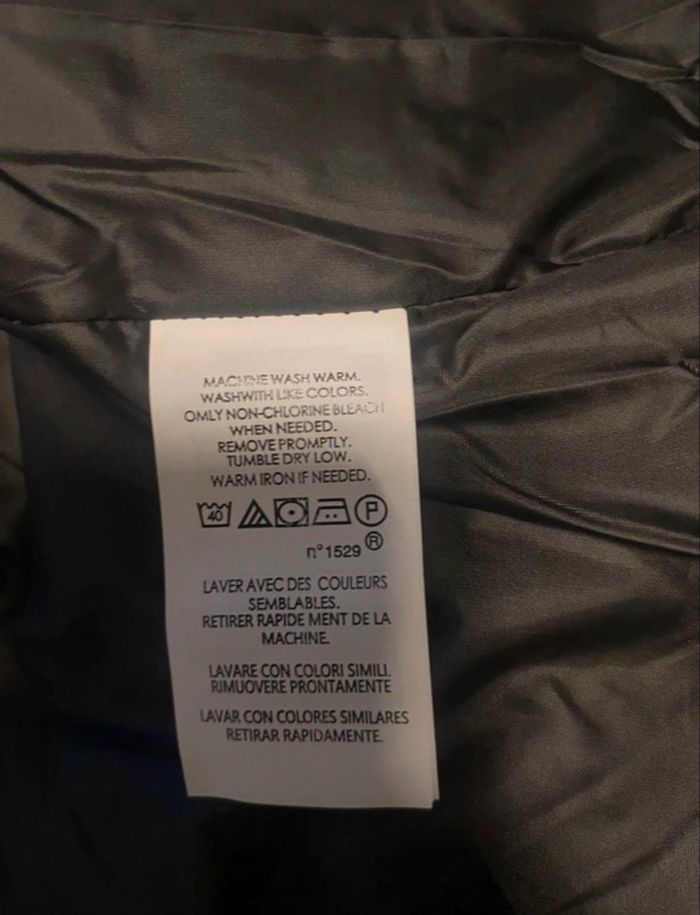 MACHINE WASH WARM.
WASHWITH LIKE COLORS.
OMLY NON-CHLORINE BLEACH
WHEN NEEDED.
REMOVE PROMPTLY.
TUMBLE DRY LOW.
WARM IRON IF NEEDED.
40 P
n°1529 ®
LAVER AVEC DES COULEURS
SEMBLABLES.
RETIRER RAPIDE MENT DE LA
MACHINE.
LAVARE CON COLORI SIMILI.
RIMUOVERE PRONTAMENTE
LAVAR CON COLORES SIMILARES
RETIRAR RAPIDAMENTE.